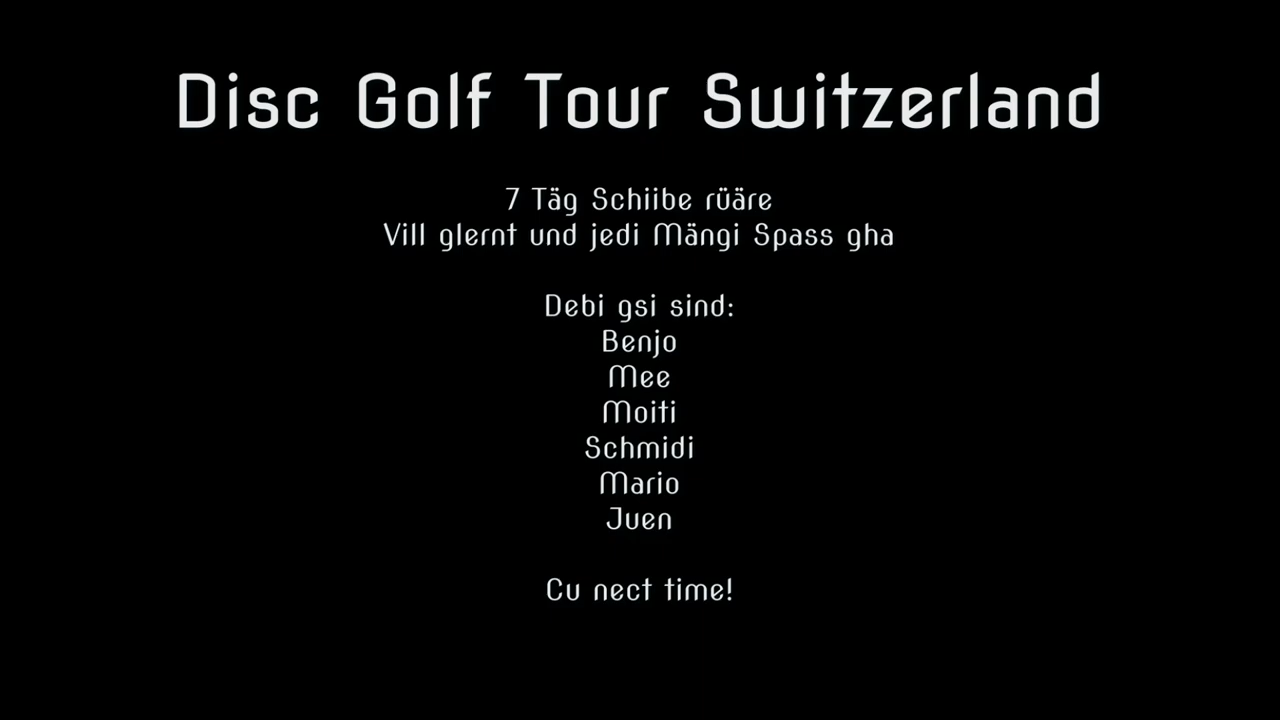 Disc Golf Tour Switzerland
7 Täg Schiibe rüäre
Vill glernt und jedi Mängi Spass gha
Debi gsi sind:
Benjo
Mee
Moiti
Schmidi
Mario
Juen
Cu nect time!